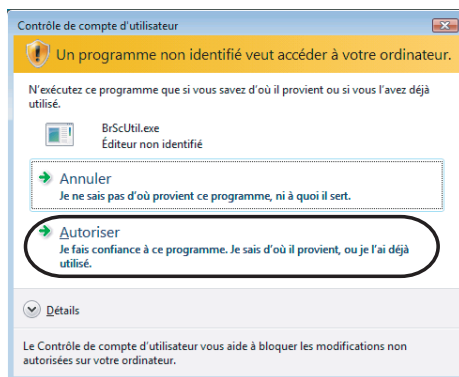 Contrôle de compte d'utilisateur
Un programme non identifié veut accéder à votre ordinateur.
N'exécutez ce programme que si vous savez d'où il provient ou si vous l'avez déjà
utilisé.
BrScUtil.exe
Éditeur non identifié
Annuler
Je ne sais pas d'où provient ce programme, ni à quoi il sert.
Autoriser
Je fais confiance à ce programme. Je sais d'où il provient, ou je l'ai déjà
utilisé.
Détails
Le Contrôle de compte d'utilisateur vous aide à bloquer les modifications non
autorisées sur votre ordinateur.